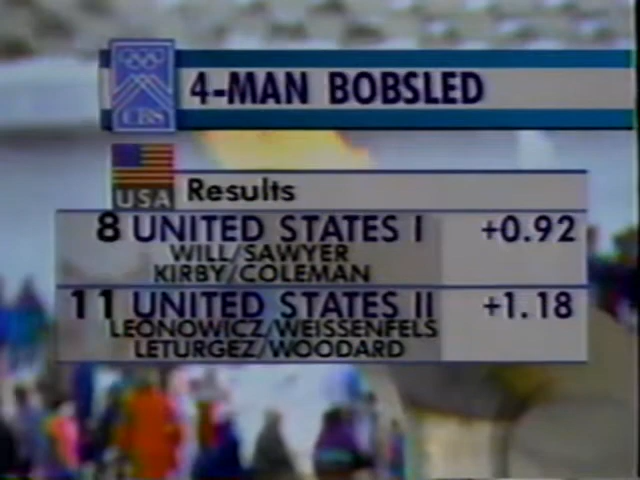 4-MAN BOBSLED
CBS
USA Results
8 UNITED STATES I +0.92
WILL/SAWYER
KIRBY/COLEMAN
11 UNITED STATES II +1.18
LEONOWICZ/WEISSENFELS
LETURGEZ/WOODARD